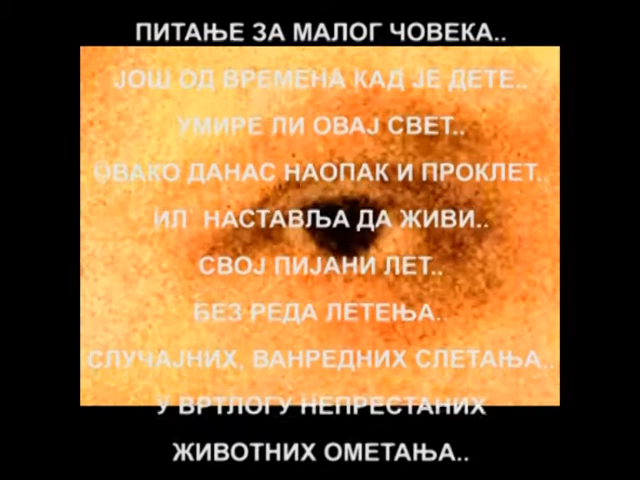 ПИТАЊЕ ЗА МАЛОГ ЧОВЕКА..
ЈОШ ОД ВРЕМЕНА КАД ЈЕ ДЕТЕ..
УМИРЕ ЛИ ОВАЈ СВЕТ..
ОВАКО ДАНАС НАОПАК И ПРОКЛЕТ..
ИЛ` НАСТАВЉА ДА ЖИВИ..
СВОЈ ПИЈАНИ ЛЕТ..
БЕЗ РЕДА ЛЕТЕЊА.
СЛУЧАЈНИХ, ВАНРЕДНИХ СЛЕТАЊА..
У ВРТЛОГУ НЕПРЕСТАНИХ
ЖИВОТНИХ ОМЕТАЊА..